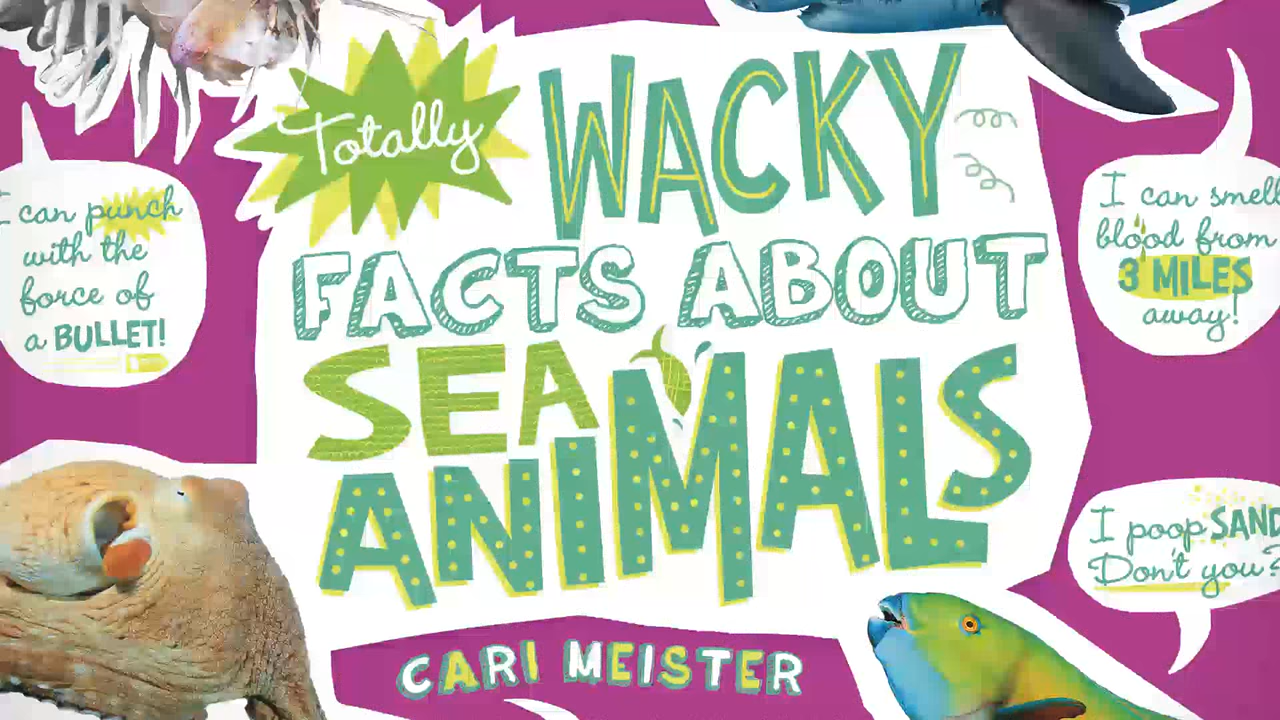 Totally
WACKY
FACTS ABOUT
SEA
ANIMALS
CARI MEISTER
I can punch
with the
force of
a BULLET!
I can smell
blood from
3 MILES
away!
I poop SAND.
Don't you?